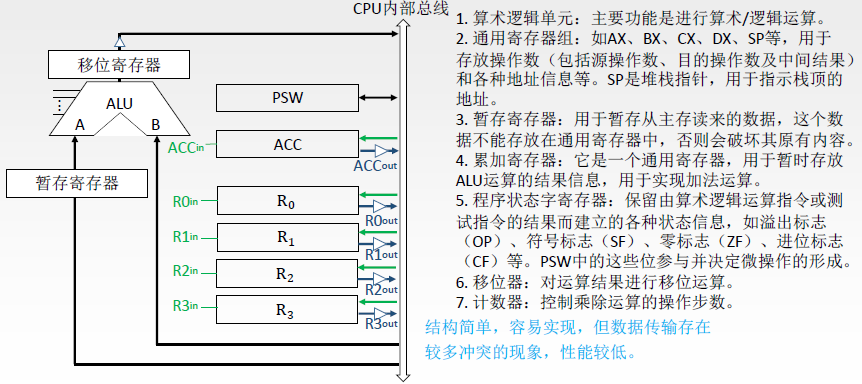 CPU内部总线
移位寄存器
ALU
A
B
暂存寄存器
PSW
ACCin
ACC
ACCout
R0in
R0
R0out
R1in
R1
R1out
R2in
R2
R2out
R3in
R3
R3out
1. 算术逻辑单元：主要功能是进行算术/逻辑运算。
2. 通用寄存器组：如AX、BX、CX、DX、SP等，用于
存放操作数（包括源操作数、目的操作数及中间结果）
和各种地址信息等。SP是堆栈指针，用于指示栈顶的
地址。
3. 暂存寄存器：用于暂存从主存读来的数据，这个数
据不能存放在通用寄存器中，否则会破坏其原有内容。
4. 累加寄存器：它是一个通用寄存器，用于暂时存放
ALU运算的结果信息，用于实现加法运算。
5. 程序状态字寄存器：保留由算术逻辑运算指令或测
试指令的结果而建立的各种状态信息，如溢出标志
（OP）、符号标志（SF）、零标志（ZF）、进位标志
（CF）等。PSW中的这些位参与并决定微操作的形成。
6. 移位器：对运算结果进行移位运算。
7. 计数器：控制乘除运算的操作步数。
结构简单，容易实现，但数据传输存在
较多冲突的现象，性能较低。